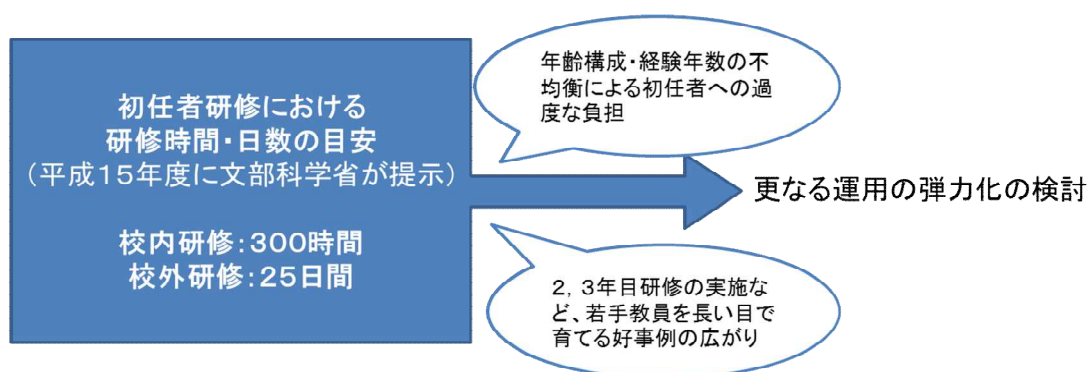 初任者研修における
研修時間・日数の目安
（平成１５年度に文部科学省が提示）
校内研修：３００時間
校外研修：２５日間
年齢構成・経験年数の不
均衡による初任者への過
度な負担
更なる運用の弾力化の検討
２，３年目研修の実施な
ど、若手教員を長い目で
育てる好事例の広がり